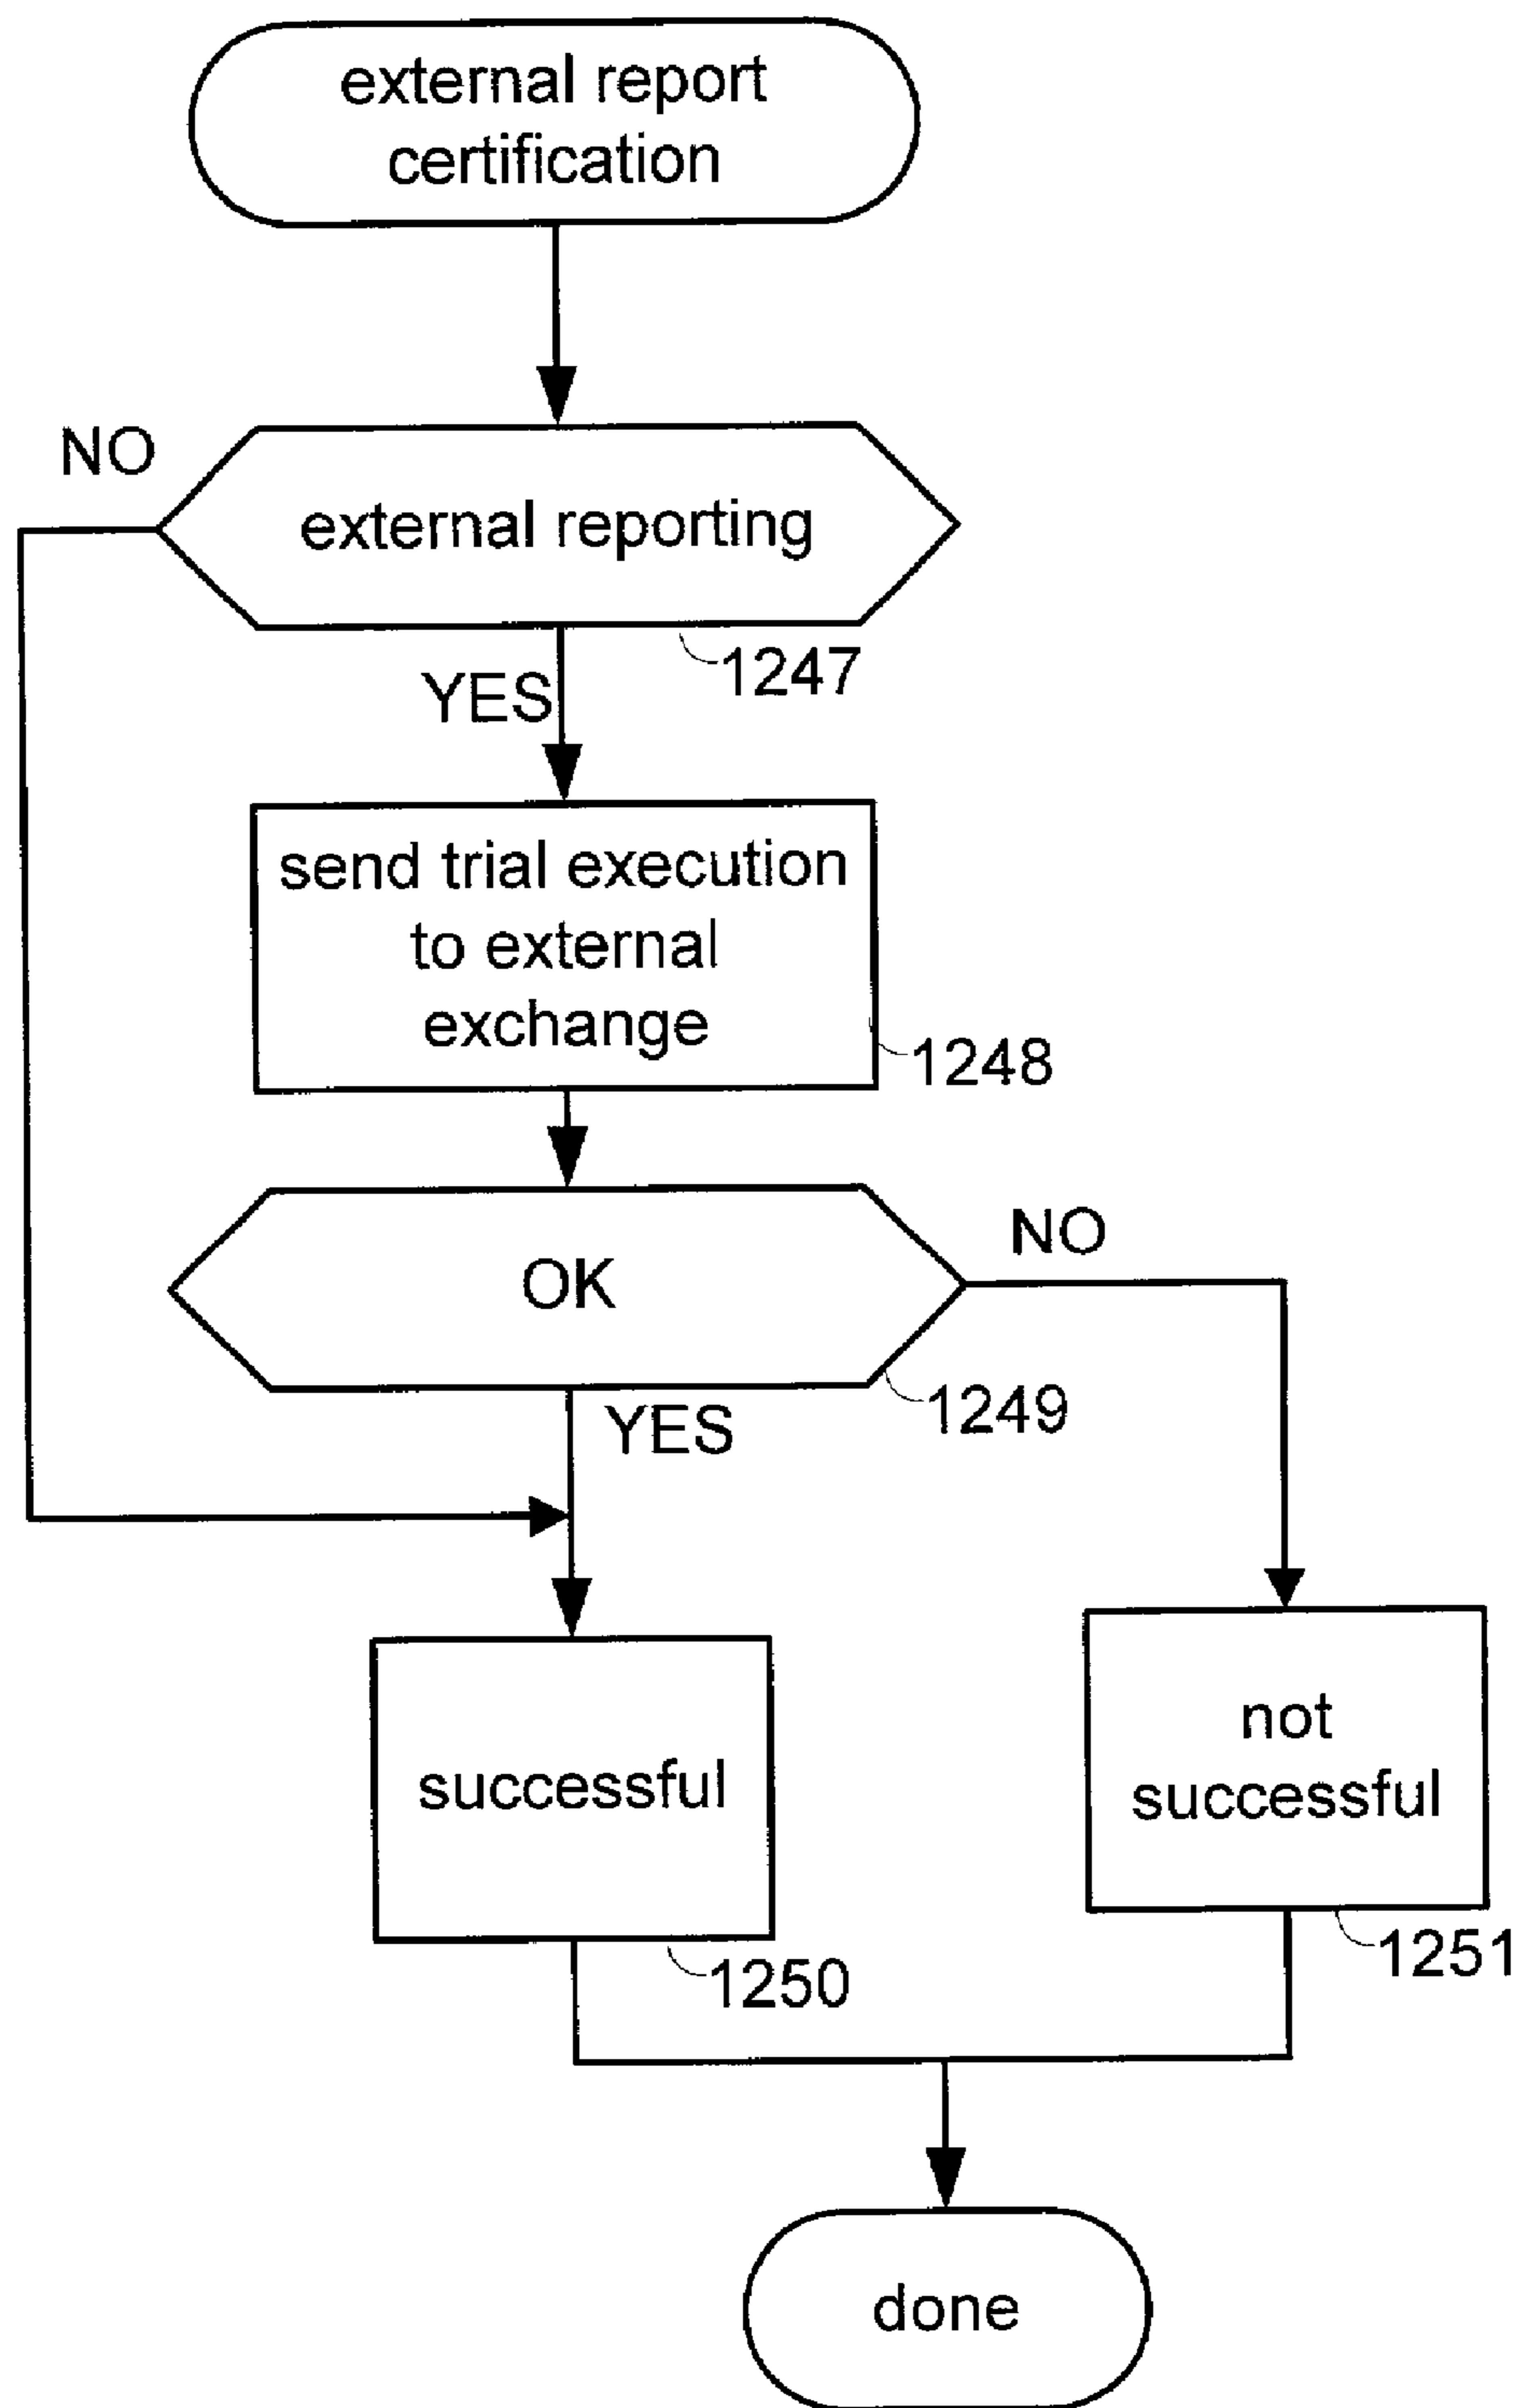 external report
certification
NO
external reporting
1247
YES
send trial execution
to external
exchange
1248
NO
OK
1249
YES
not
successful
successful
1251
1250
done